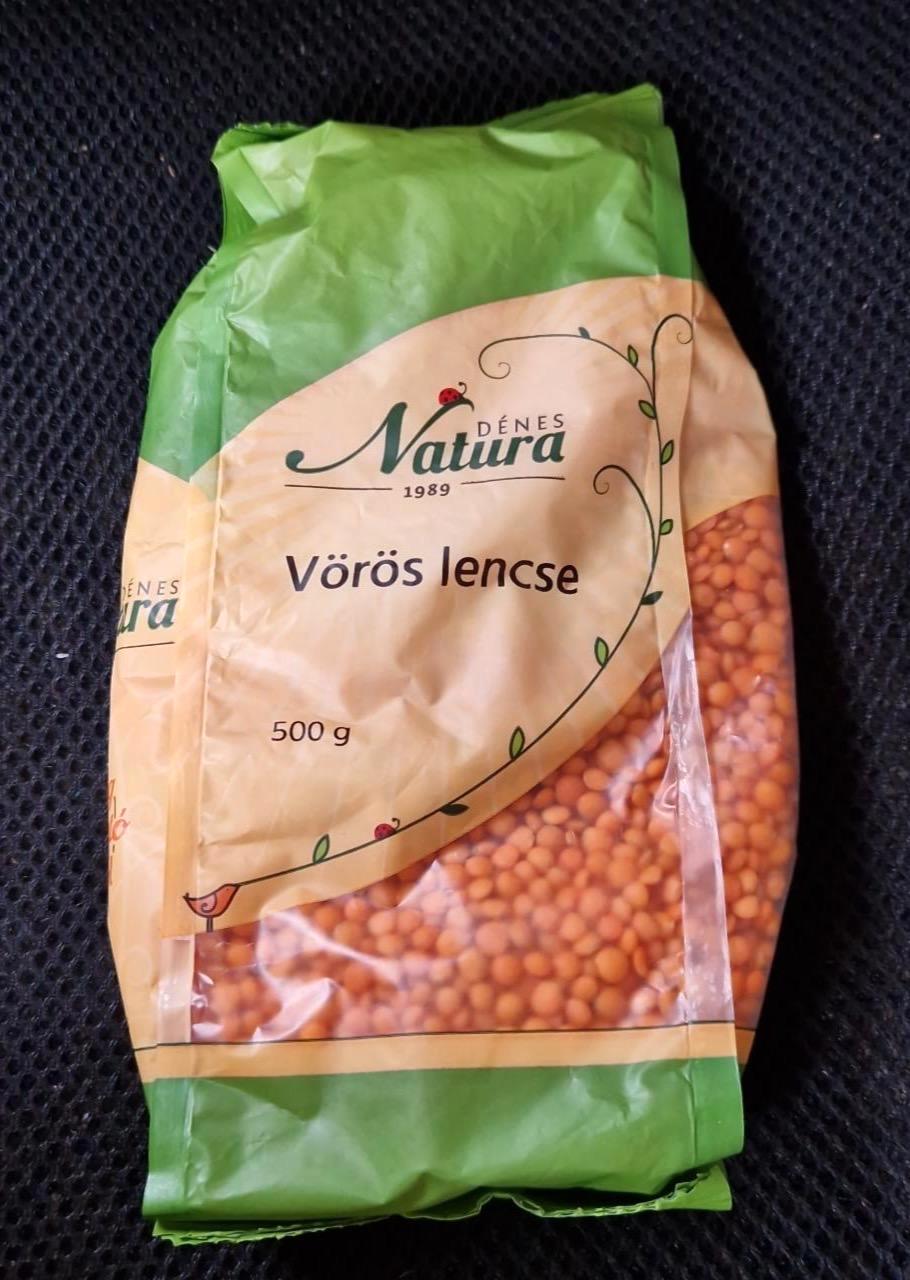 DÉNES
Natura
1989
Vörös lencse
500 g